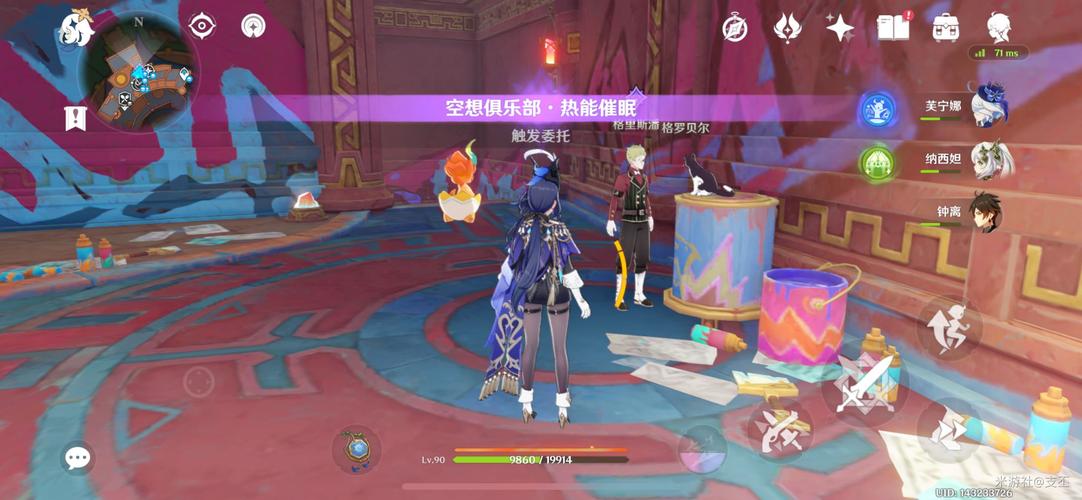 N
71 ms
空想俱乐部·热能催眠
触发委托
格里斯潘
格罗贝尔
芙宁娜
纳西妲
钟离
Lv.90
9860 / 19914
米游社@支玍
UID: 143233726